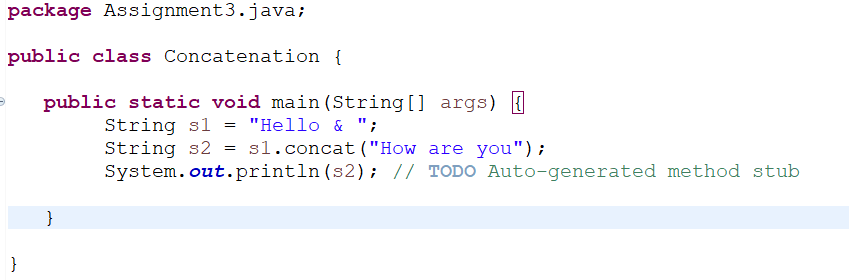 package Assignment3.java;
public class Concatenation {
public static void main(String[] args) {
String s1 = "Hello & ";
String s2 = s1.concat("How are you");
System.out.println(s2); // TODO Auto-generated method stub
}
}